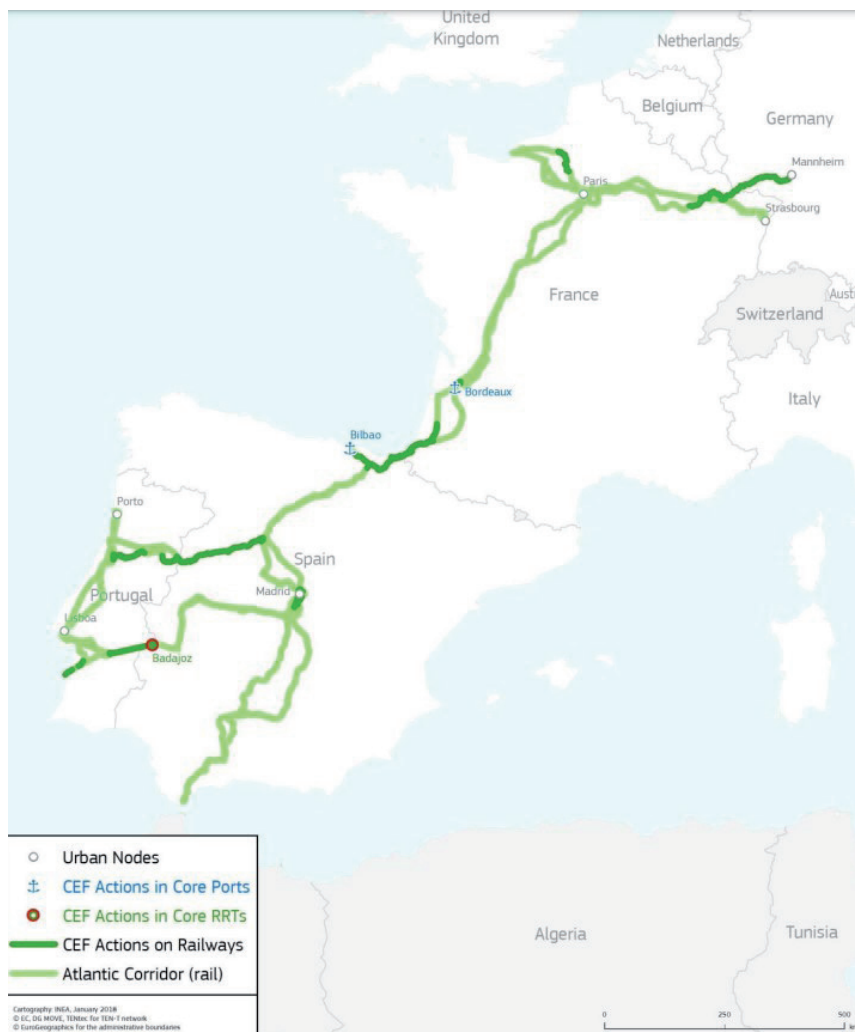 United
Kingdom
Netherlands
Belgium
Germany
Mannheim
Paris
Strasbourg
France
Switzerland
Italy
Bordeaux
Bilbao
Porto
Spain
Madrid
Portugal
Lisboa
Badajoz
Urban Nodes
CEF Actions in Core Ports
CEF Actions in Core RRTs
CEF Actions on Railways
Atlantic Corridor (rail)
Algeria
Tunisia
Cartography: INEA, January 2018
© EC, DG MOVE, TENtec for TEN-T network
© EuroGeographics for the administrative boundaries
0 250 500